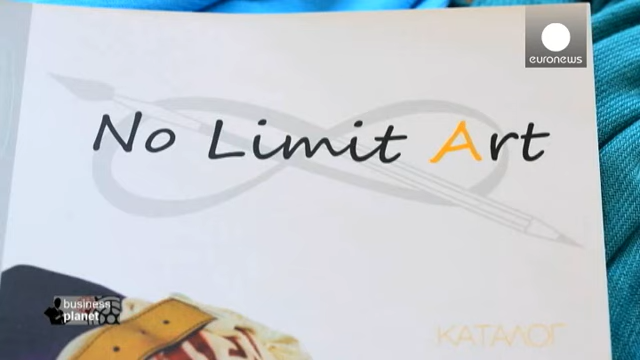 euronews
No Limit Art
business
planet
КАТАЛОГ